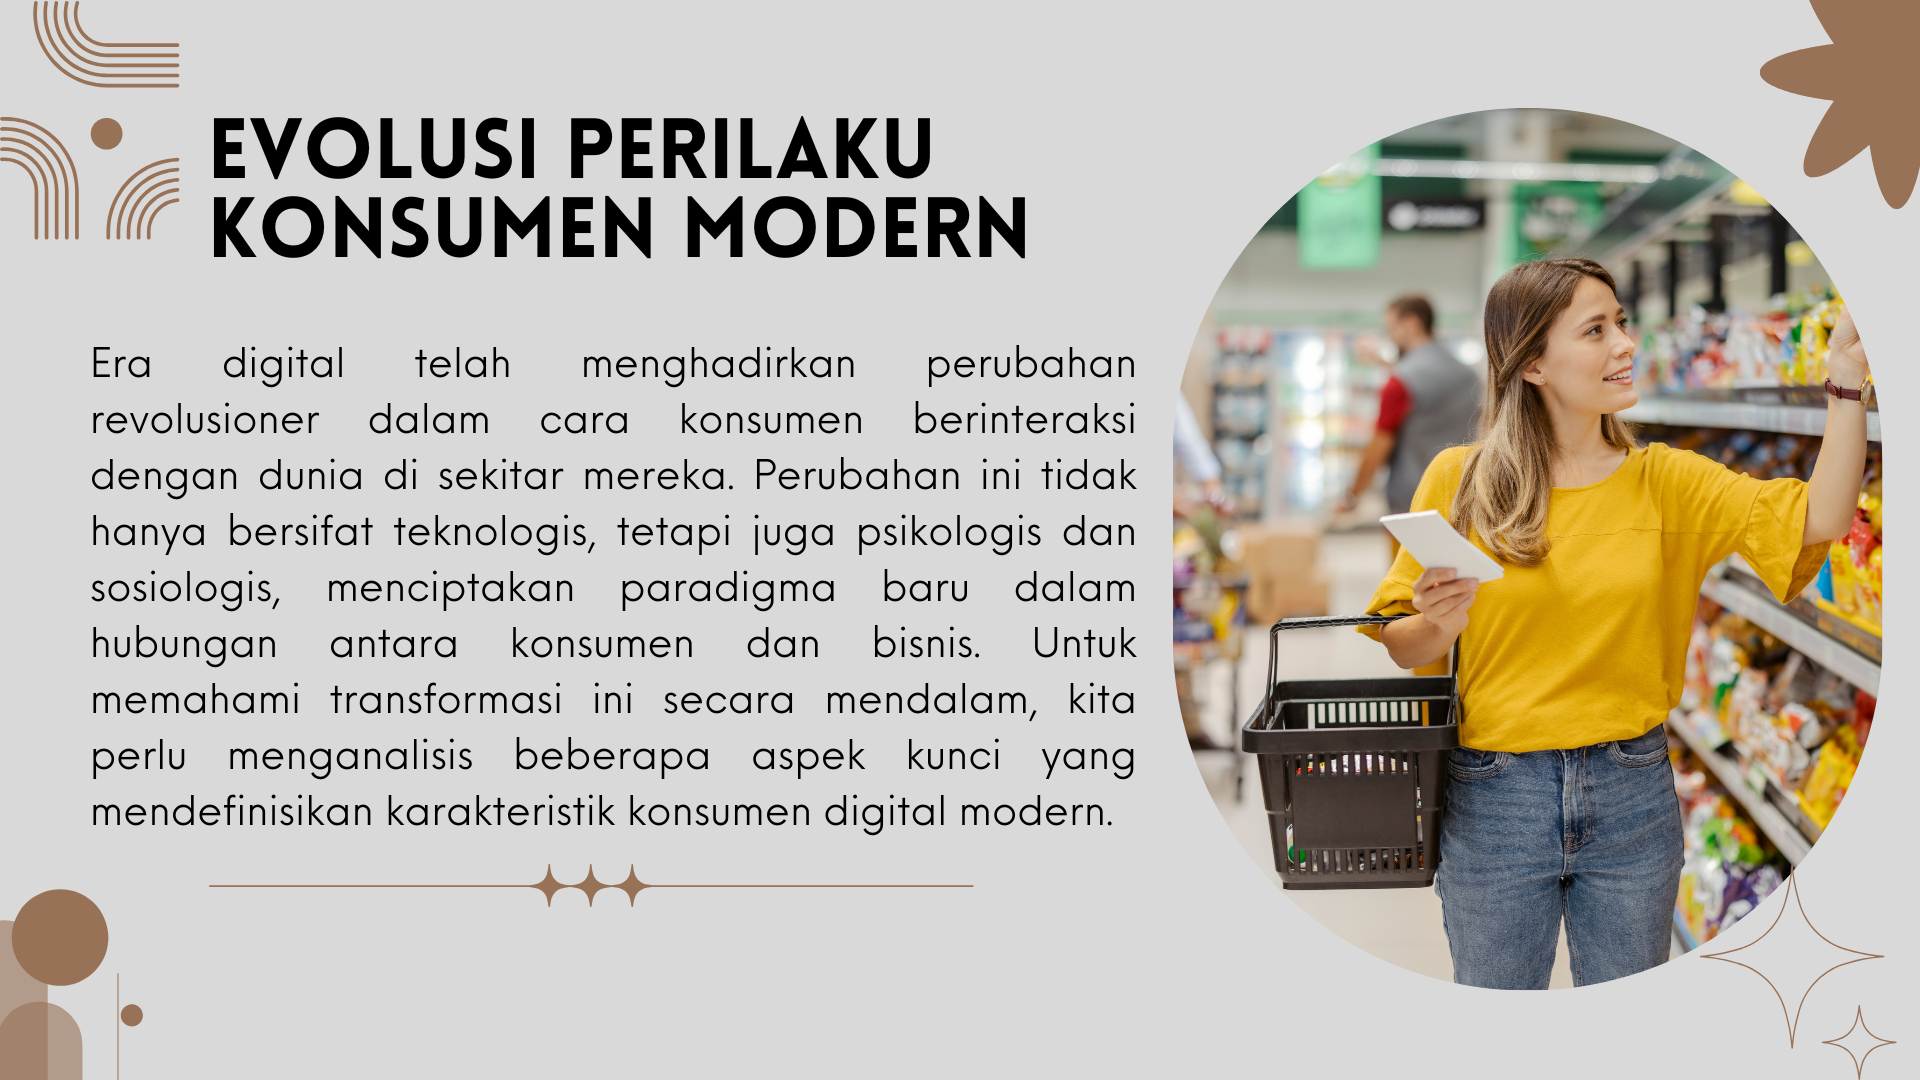 EVOLUSI PERILAKU
KONSUMEN MODERN
Era digital telah menghadirkan perubahan
revolusioner dalam cara konsumen berinteraksi
dengan dunia di sekitar mereka. Perubahan ini tidak
hanya bersifat teknologis, tetapi juga psikologis dan
sosiologis, menciptakan paradigma baru dalam
hubungan antara konsumen dan bisnis. Untuk
memahami transformasi ini secara mendalam, kita
perlu menganalisis beberapa aspek kunci yang
mendefinisikan karakteristik konsumen digital modern.